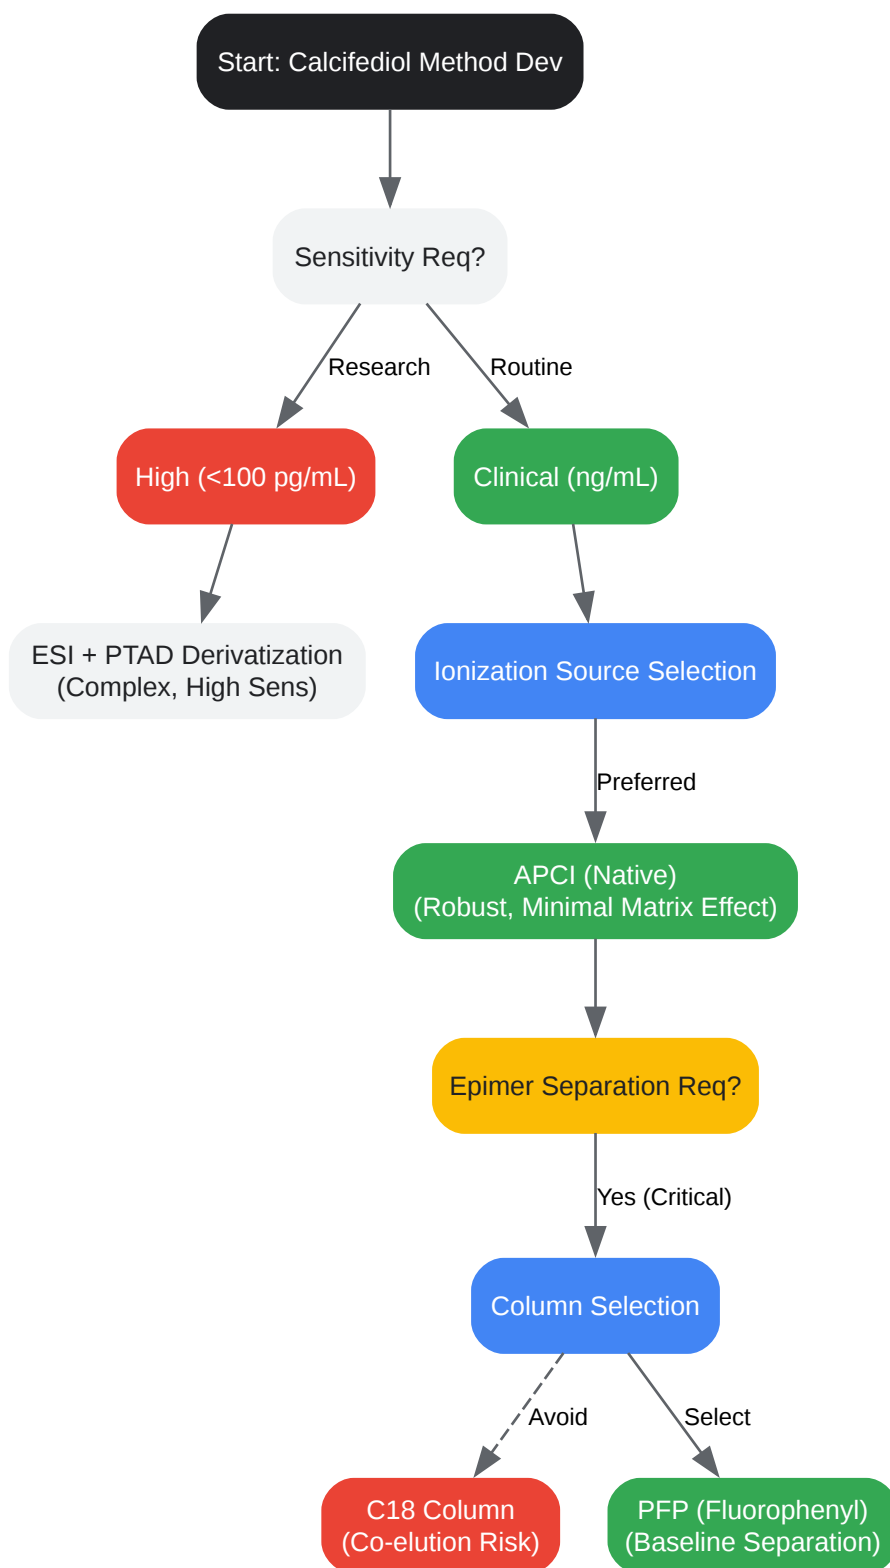 Start: Calcifediol Method Dev
Sensitivity Req?
Research
Routine
High (<100 pg/mL)
Clinical (ng/mL)
ESI + PTAD Derivatization
(Complex, High Sens)
Ionization Source Selection
Preferred
APCI (Native)
(Robust, Minimal Matrix Effect)
Epimer Separation Req?
Yes (Critical)
Column Selection
Avoid
Select
C18 Column
(Co-elution Risk)
PFP (Fluorophenyl)
(Baseline Separation)